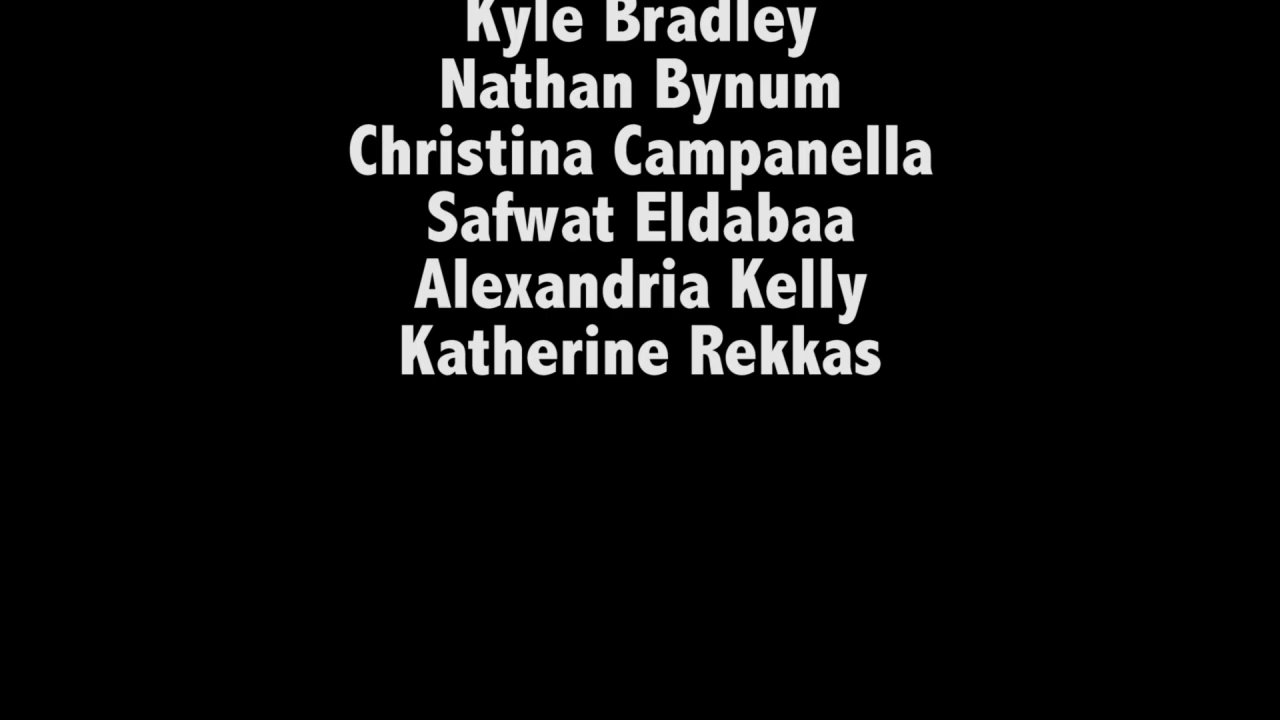 Kyle Bradley
Nathan Bynum
Christina Campanella
Safwat Eldabaa
Alexandria Kelly
Katherine Rekkas